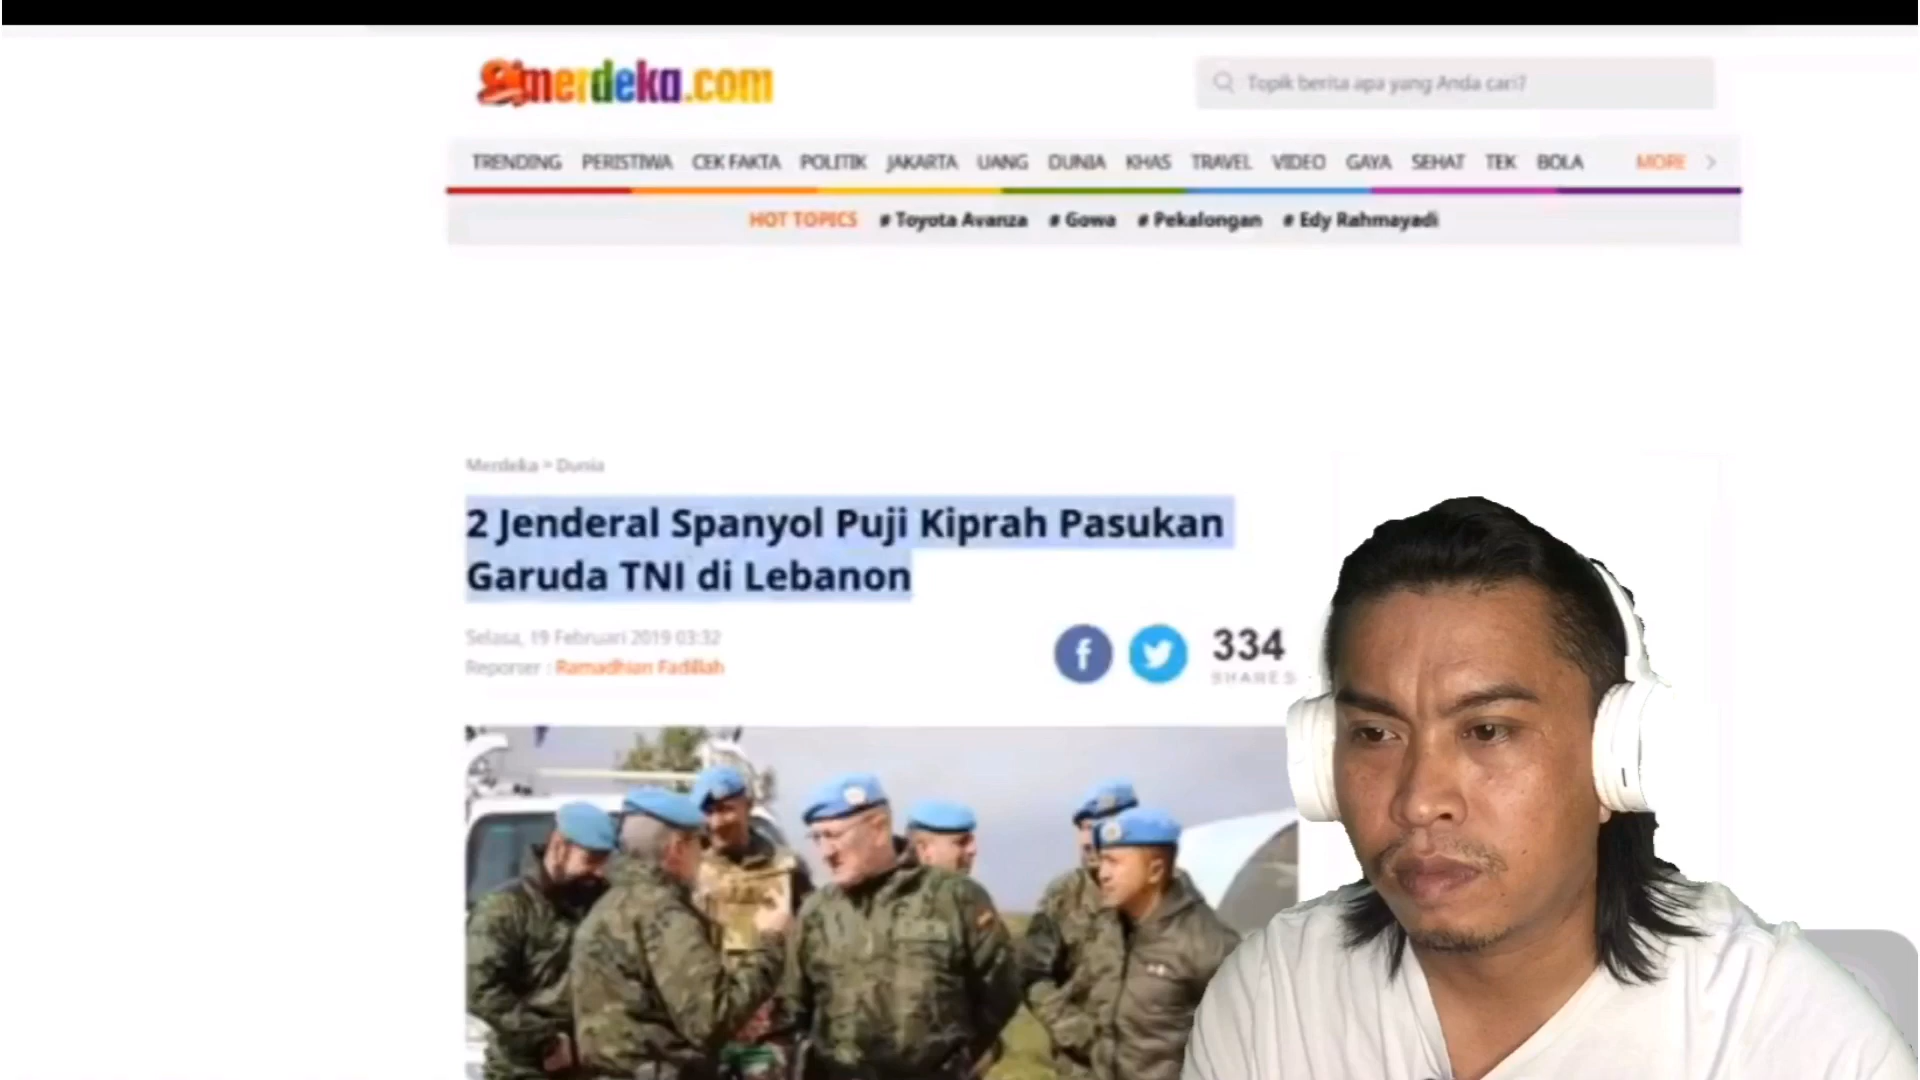 merdeka.com
Topik berita apa yang Anda cari?
TRENDING PERISTIWA CEK FAKTA POLITIK JAKARTA UANG DUNIA KHAS TRAVEL VIDEO GAYA SEHAT TEK BOLA MORE
HOT TOPICS # Toyota Avanza # Gowa # Pekalongan # Edy Rahmayadi
Merdeka > Dunia
2 Jenderal Spanyol Puji Kiprah Pasukan
Garuda TNI di Lebanon
Selasa, 19 Februari 2019 03:32
Reporter : Ramadhian Fadillah
334
SHARES